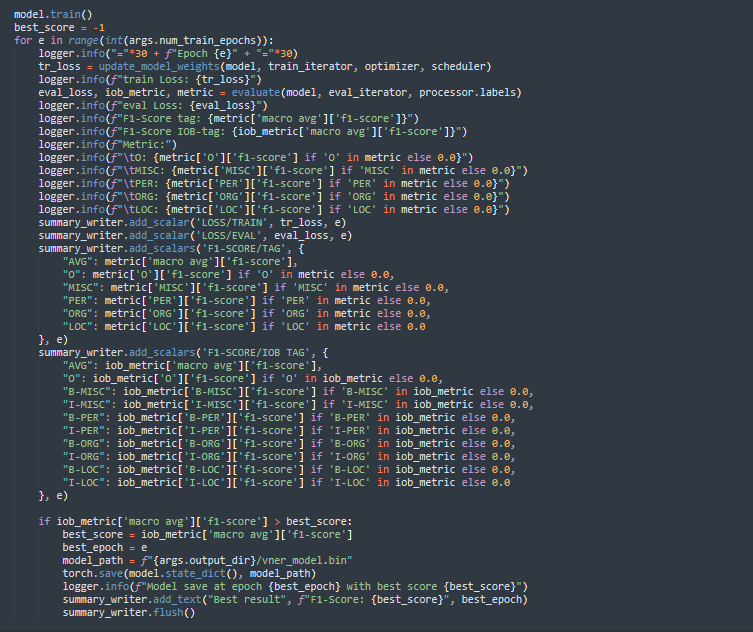 model.train()
best_score = -1
for e in range(int(args.num_train_epochs)):
    logger.info("="*30 + f"Epoch {e}" + "="*30)
    tr_loss = update_model_weights(model, train_iterator, optimizer, scheduler)
    logger.info(f"train Loss: {tr_loss}")
    eval_loss, iob_metric, metric = evaluate(model, eval_iterator, processor.labels)
    logger.info(f"eval Loss: {eval_loss}")
    logger.info(f"F1-Score tag: {metric['macro avg']['f1-score']}")
    logger.info(f"F1-Score IOB-tag: {iob_metric['macro avg']['f1-score']}")
    logger.info(f"Metric:")
    logger.info(f"\tO: {metric['O']['f1-score'] if 'O' in metric else 0.0}")
    logger.info(f"\tMISC: {metric['MISC']['f1-score'] if 'MISC' in metric else 0.0}")
    logger.info(f"\tPER: {metric['PER']['f1-score'] if 'PER' in metric else 0.0}")
    logger.info(f"\tORG: {metric['ORG']['f1-score'] if 'ORG' in metric else 0.0}")
    logger.info(f"\tLOC: {metric['LOC']['f1-score'] if 'LOC' in metric else 0.0}")
    summary_writer.add_scalar('LOSS/TRAIN', tr_loss, e)
    summary_writer.add_scalar('LOSS/EVAL', eval_loss, e)
    summary_writer.add_scalars('F1-SCORE/TAG', {
        "AVG": metric['macro avg']['f1-score'],
        "O": metric['O']['f1-score'] if 'O' in metric else 0.0,
        "MISC": metric['MISC']['f1-score'] if 'MISC' in metric else 0.0,
        "PER": metric['PER']['f1-score'] if 'PER' in metric else 0.0,
        "ORG": metric['ORG']['f1-score'] if 'ORG' in metric else 0.0,
        "LOC": metric['LOC']['f1-score'] if 'LOC' in metric else 0.0
    }, e)
    summary_writer.add_scalars('F1-SCORE/IOB TAG', {
        "AVG": iob_metric['macro avg']['f1-score'],
        "O": iob_metric['O']['f1-score'] if 'O' in iob_metric else 0.0,
        "B-MISC": iob_metric['B-MISC']['f1-score'] if 'B-MISC' in iob_metric else 0.0,
        "I-MISC": iob_metric['I-MISC']['f1-score'] if 'I-MISC' in iob_metric else 0.0,
        "B-PER": iob_metric['B-PER']['f1-score'] if 'B-PER' in iob_metric else 0.0,
        "I-PER": iob_metric['I-PER']['f1-score'] if 'I-PER' in iob_metric else 0.0,
        "B-ORG": iob_metric['B-ORG']['f1-score'] if 'B-ORG' in iob_metric else 0.0,
        "I-ORG": iob_metric['I-ORG']['f1-score'] if 'I-ORG' in iob_metric else 0.0,
        "B-LOC": iob_metric['B-LOC']['f1-score'] if 'B-LOC' in iob_metric else 0.0,
        "I-LOC": iob_metric['I-LOC']['f1-score'] if 'I-LOC' in iob_metric else 0.0
    }, e)
    if iob_metric['macro avg']['f1-score'] > best_score:
        best_score = iob_metric['macro avg']['f1-score']
        best_epoch = e
        model_path = f"{args.output_dir}/vner_model.bin"
        torch.save(model.state_dict(), model_path)
        logger.info(f"Model save at epoch {best_epoch} with best score {best_score}")
        summary_writer.add_text("Best result", f"F1-Score: {best_score}", best_epoch)
        summary_writer.flush()